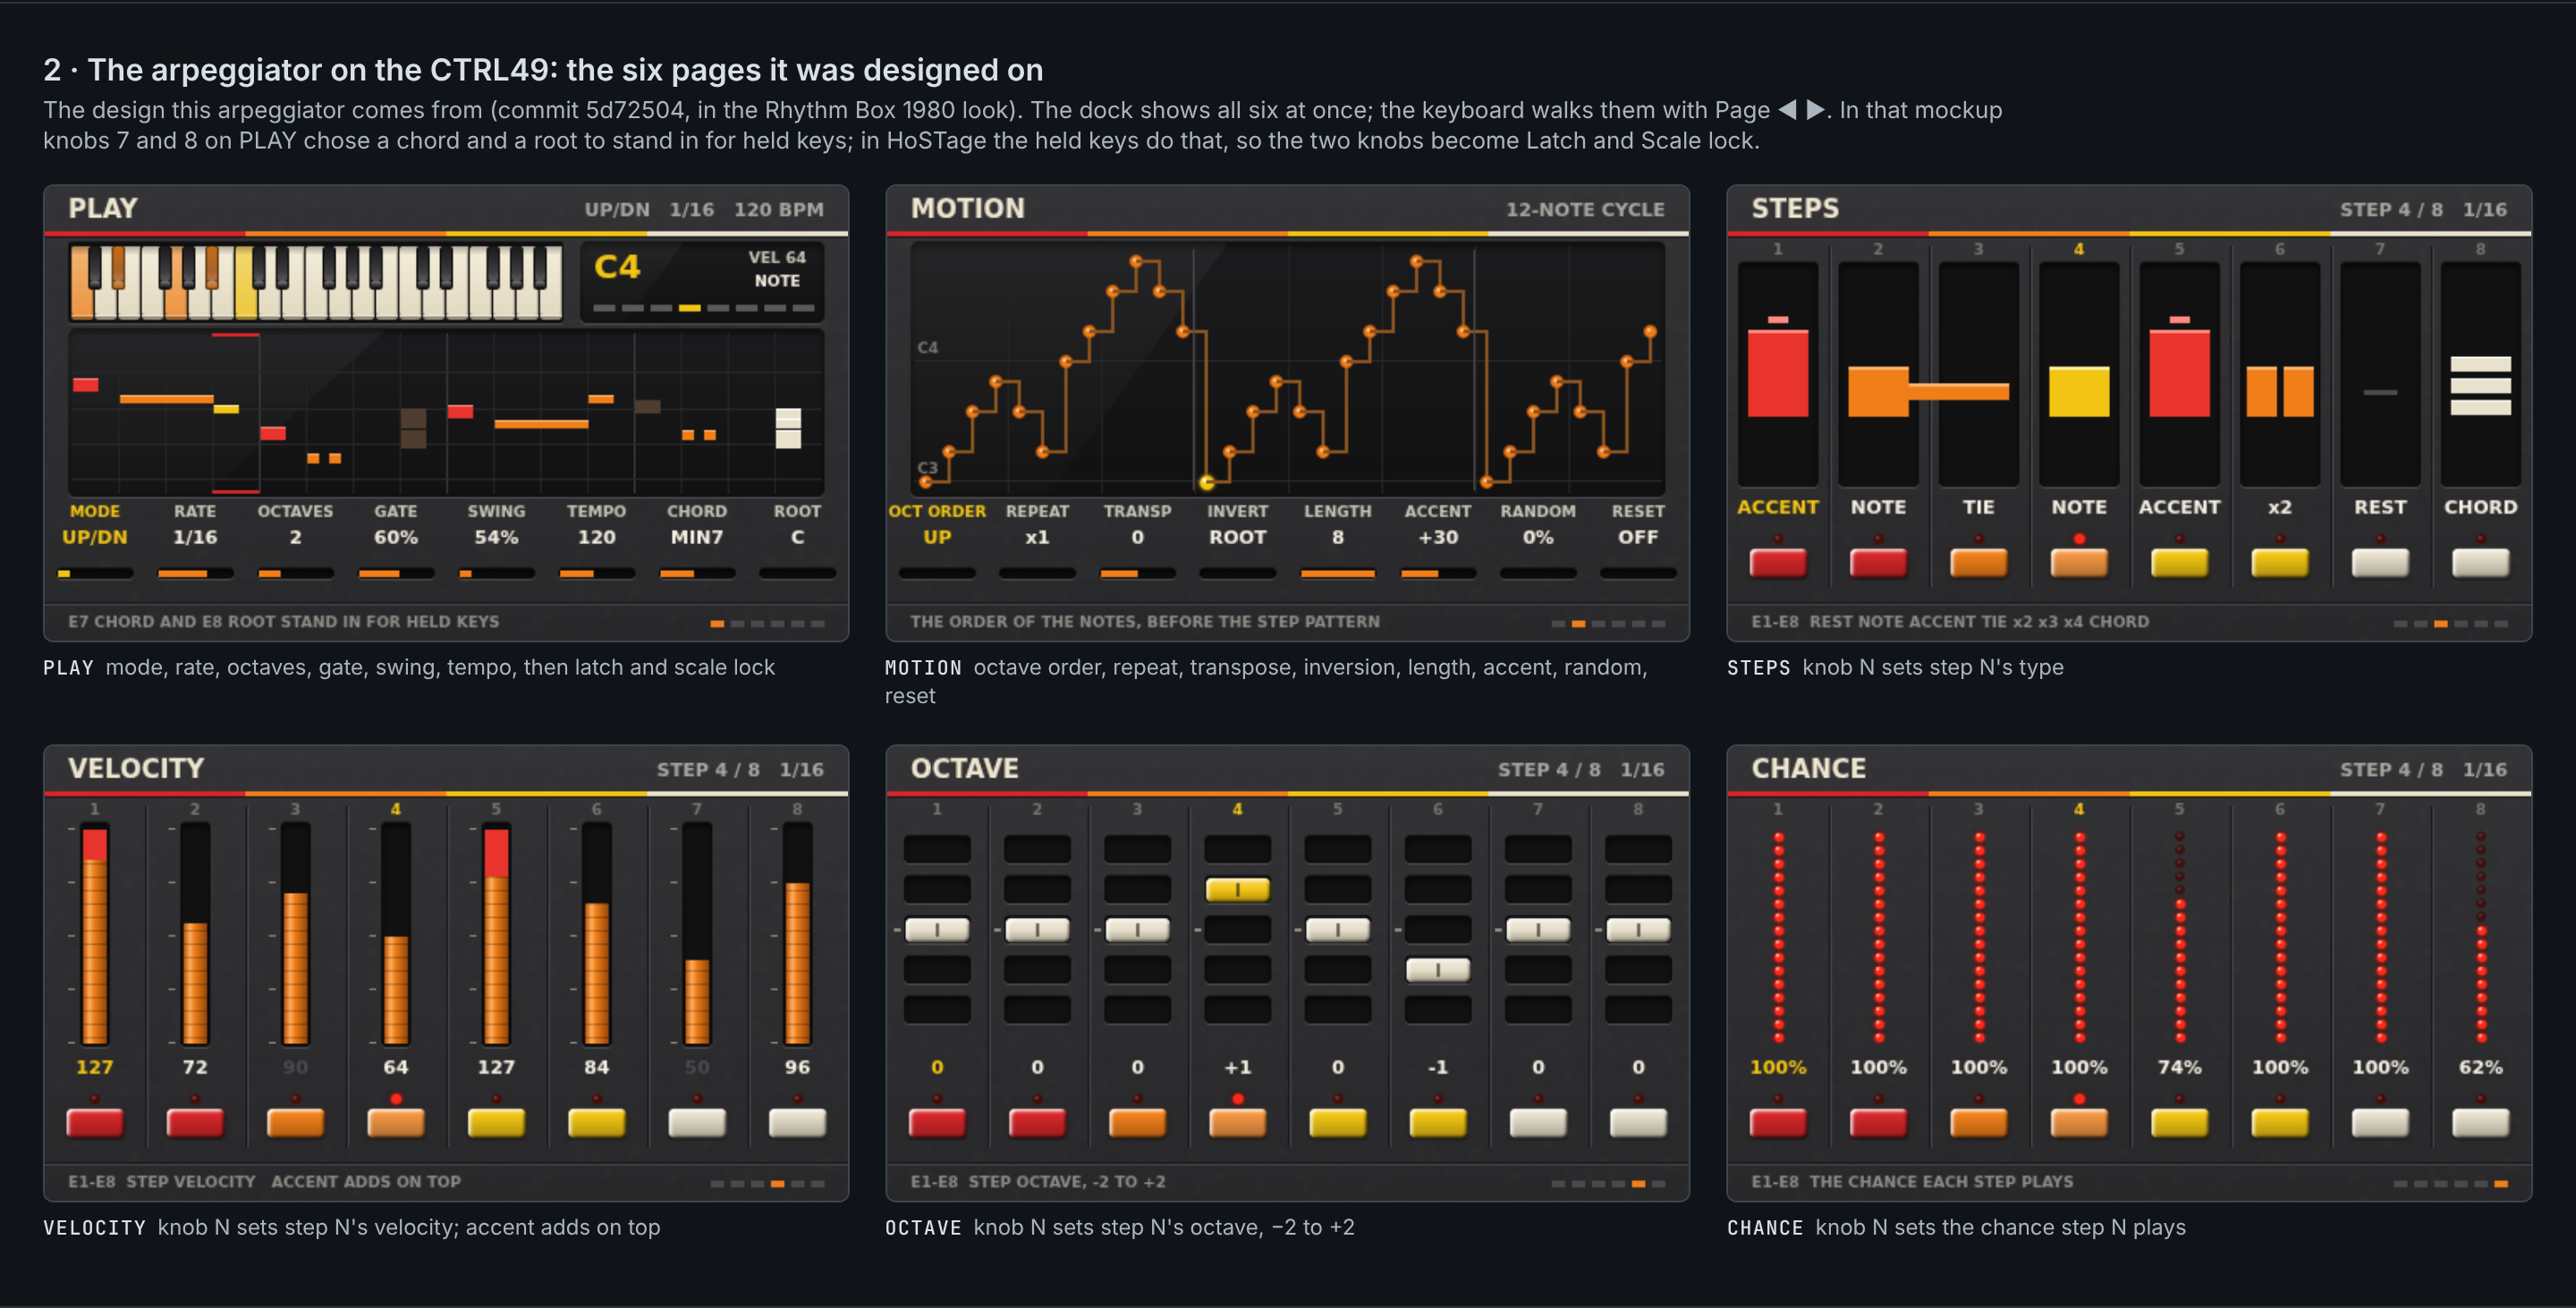 2 · The arpeggiator on the CTRL49: the six pages it was designed on
The design this arpeggiator comes from (commit 5d72504, in the Rhythm Box 1980 look). The dock shows all six at once; the keyboard walks them with Page ◀ ▶. In that mockup
knobs 7 and 8 on PLAY chose a chord and a root to stand in for held keys; in HoSTage the held keys do that, so the two knobs become Latch and Scale lock.
PLAY UP/DN 1/16 120 BPM
C4 VEL 64
NOTE
MODE RATE OCTAVES GATE SWING TEMPO CHORD ROOT
UP/DN 1/16 2 60% 54% 120 MIN7 C
E7 CHORD AND E8 ROOT STAND IN FOR HELD KEYS
PLAY mode, rate, octaves, gate, swing, tempo, then latch and scale lock
MOTION 12-NOTE CYCLE
C4
C3
OCT ORDER REPEAT TRANSP INVERT LENGTH ACCENT RANDOM RESET
UP x1 0 ROOT 8 +30 0% OFF
THE ORDER OF THE NOTES, BEFORE THE STEP PATTERN
MOTION octave order, repeat, transpose, inversion, length, accent, random,
reset
STEPS STEP 4 / 8 1/16
1 2 3 4 5 6 7 8
ACCENT NOTE TIE NOTE ACCENT x2 REST CHORD
E1-E8 REST NOTE ACCENT TIE x2 x3 x4 CHORD
STEPS knob N sets step N's type
VELOCITY STEP 4 / 8 1/16
1 2 3 4 5 6 7 8
127 72 90 64 127 84 50 96
E1-E8 STEP VELOCITY ACCENT ADDS ON TOP
VELOCITY knob N sets step N's velocity; accent adds on top
OCTAVE STEP 4 / 8 1/16
1 2 3 4 5 6 7 8
0 0 0 +1 0 -1 0 0
E1-E8 STEP OCTAVE, -2 TO +2
OCTAVE knob N sets step N's octave, −2 to +2
CHANCE STEP 4 / 8 1/16
1 2 3 4 5 6 7 8
100% 100% 100% 100% 74% 100% 100% 62%
E1-E8 THE CHANCE EACH STEP PLAYS
CHANCE knob N sets the chance step N plays